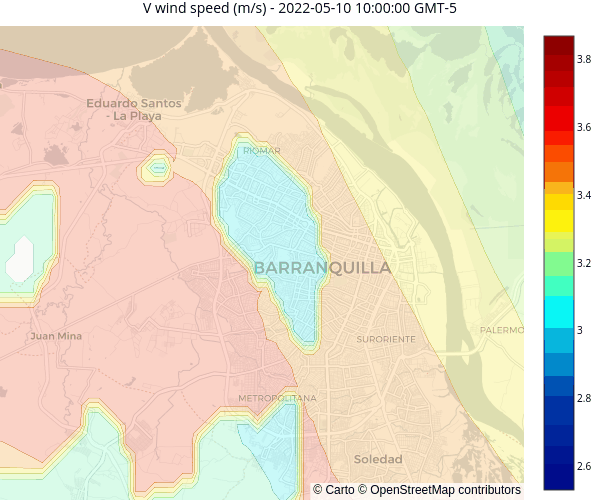 V wind speed (m/s) - 2022-05-10 10:00:00 GMT-5
3.8
Eduardo Santos
- La Playa
3.6
RIOMAR
3.4
3.2
BARRANQUILLA
Juan Mina
SURORIENTE
PALERMO
3
2.8
METROPOLITANA
Soledad
2.6
© Carto © OpenStreetMap contributors